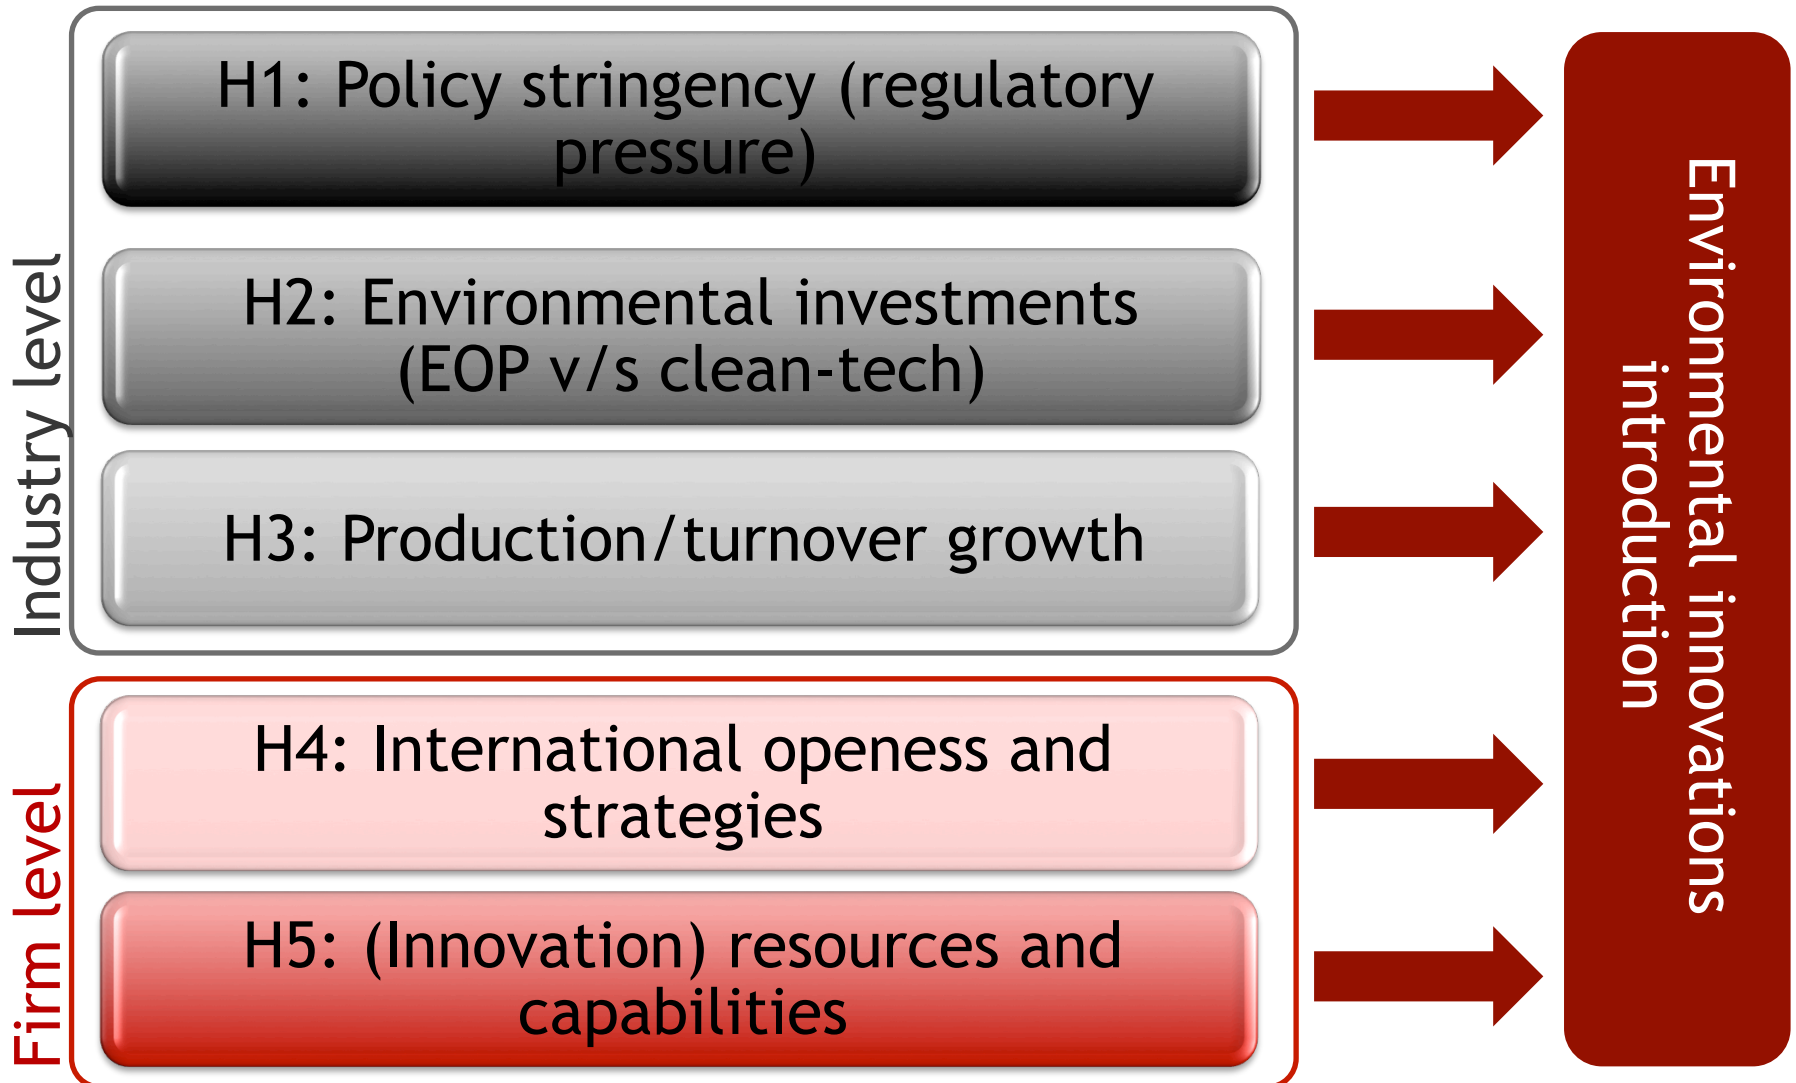 Industry level
H1: Policy stringency (regulatory
pressure)
H2: Environmental investments
(EOP v/s clean-tech)
H3: Production/turnover growth
Firm level
H4: International openess and
strategies
H5: (Innovation) resources and
capabilities
Environmental innovations
introduction